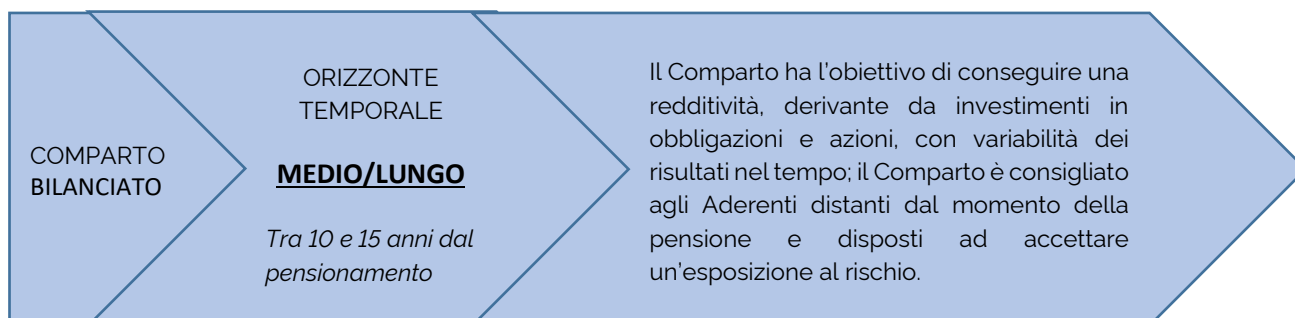 COMPARTO
BILANCIATO
ORIZZONTE
TEMPORALE
MEDIO/LUNGO
Tra 10 e 15 anni dal
pensionamento
Il Comparto ha l'obiettivo di conseguire una
redditività, derivante da investimenti in
obbligazioni e azioni, con variabilità dei
risultati nel tempo; il Comparto è consigliato
agli Aderenti distanti dal momento della
pensione e disposti ad accettare
un'esposizione al rischio.